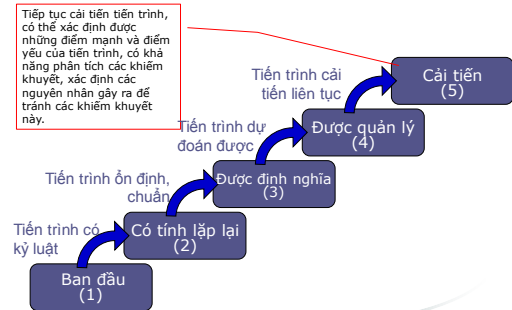 Tiếp tục cải tiến tiến trình,
có thể xác định được
những điểm mạnh và điểm
yếu của tiến trình, có khả
năng phân tích các khiếm
khuyết, xác định các
nguyên nhân gây ra để
tránh các khiếm khuyết
này.
Tiến trình cải
tiến liên tục
Cải tiến
(5)
Tiến trình dự
đoán được
Được quản lý
(4)
Tiến trình ổn định,
chuẩn
Được định nghĩa
(3)
Tiến trình có
kỷ luật
Có tính lặp lại
(2)
Ban đầu
(1)